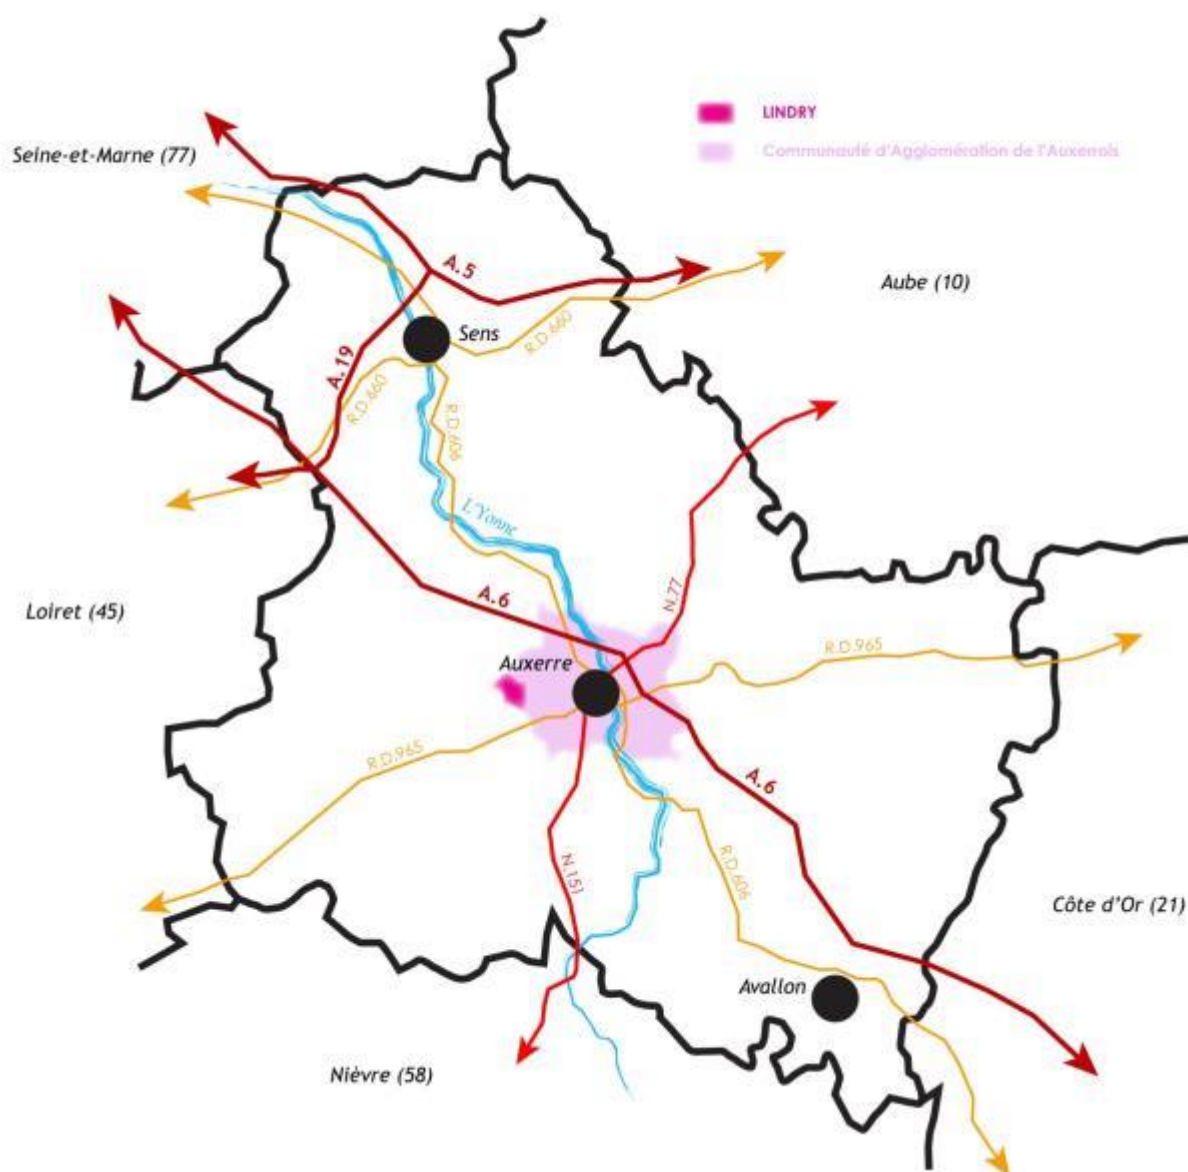 LINDRY
Communauté d'Agglomération de l'Auxerrois
Seine-et-Marne (77)
A.5
Aube (10)
Sens
R.D.660
A.19
R.D.660
R.D.606
L'Yonne
N.77
A.6
Loiret (45)
R.D.965
Auxerre
R.D.965
A.6
N.151
R.D.606
Côte d'Or (21)
Avallon
Nièvre (58)